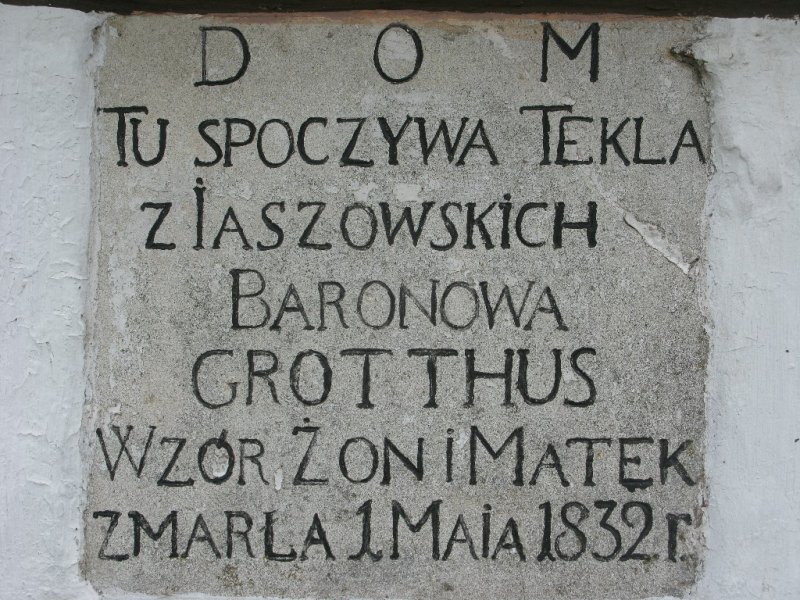 D O M
TU SPOCZYWA TEKLA
Z IASZOWSKICH
BARONOWA
GROTTHUS
WZÓR ŻON i MATEK
ZMARŁA 1 MAiA 1832 r.